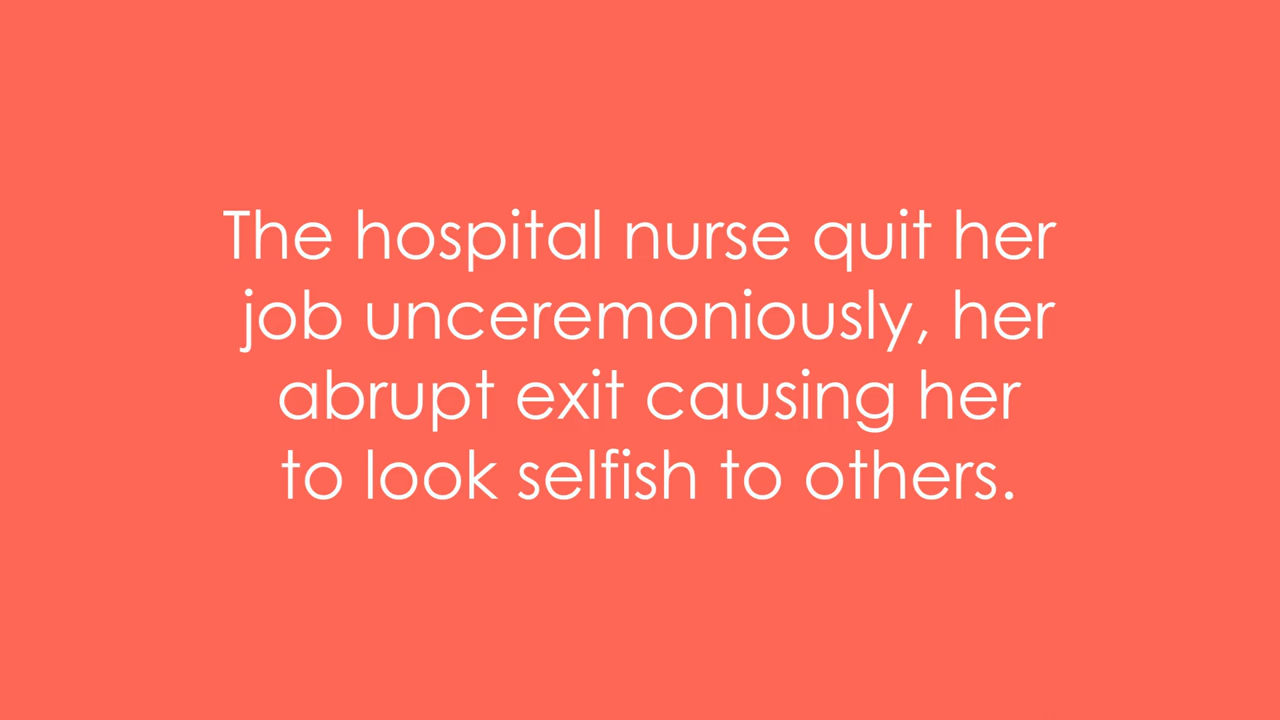 The hospital nurse quit her
job unceremoniously, her
abrupt exit causing her
to look selfish to others.